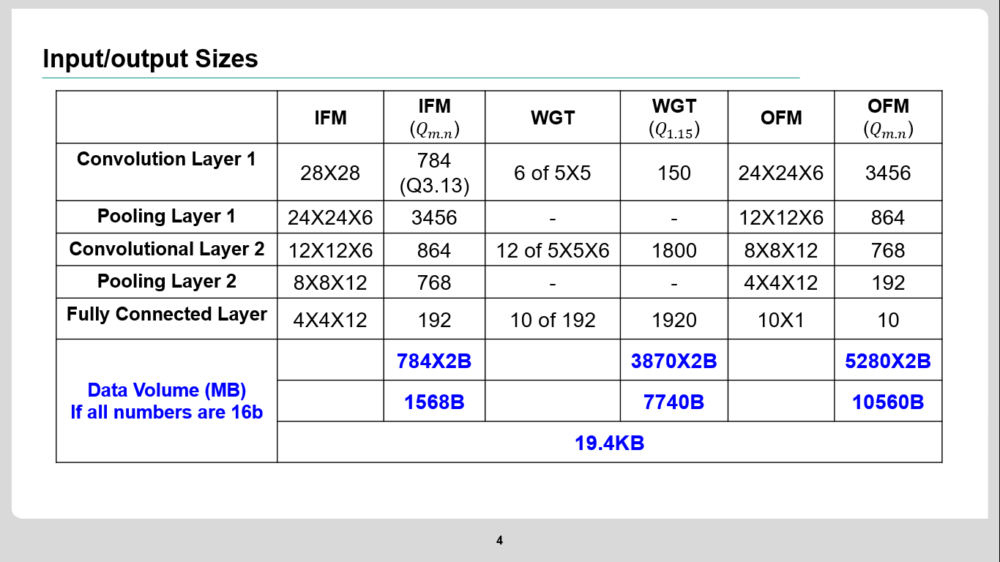 Input/output Sizes
IFM
IFM
(Qm.n)
WGT
WGT
(Q1.15)
OFM
OFM
(Qm.n)
Convolution Layer 1
28X28
784
(Q3.13)
6 of 5X5
150
24X24X6
3456
Pooling Layer 1
24X24X6
3456
-
-
12X12X6
864
Convolutional Layer 2
12X12X6
864
12 of 5X5X6
1800
8X8X12
768
Pooling Layer 2
8X8X12
768
-
-
4X4X12
192
Fully Connected Layer
4X4X12
192
10 of 192
1920
10X1
10
Data Volume (MB)
If all numbers are 16b
784X2B
3870X2B
5280X2B
1568B
7740B
10560B
19.4KB
4